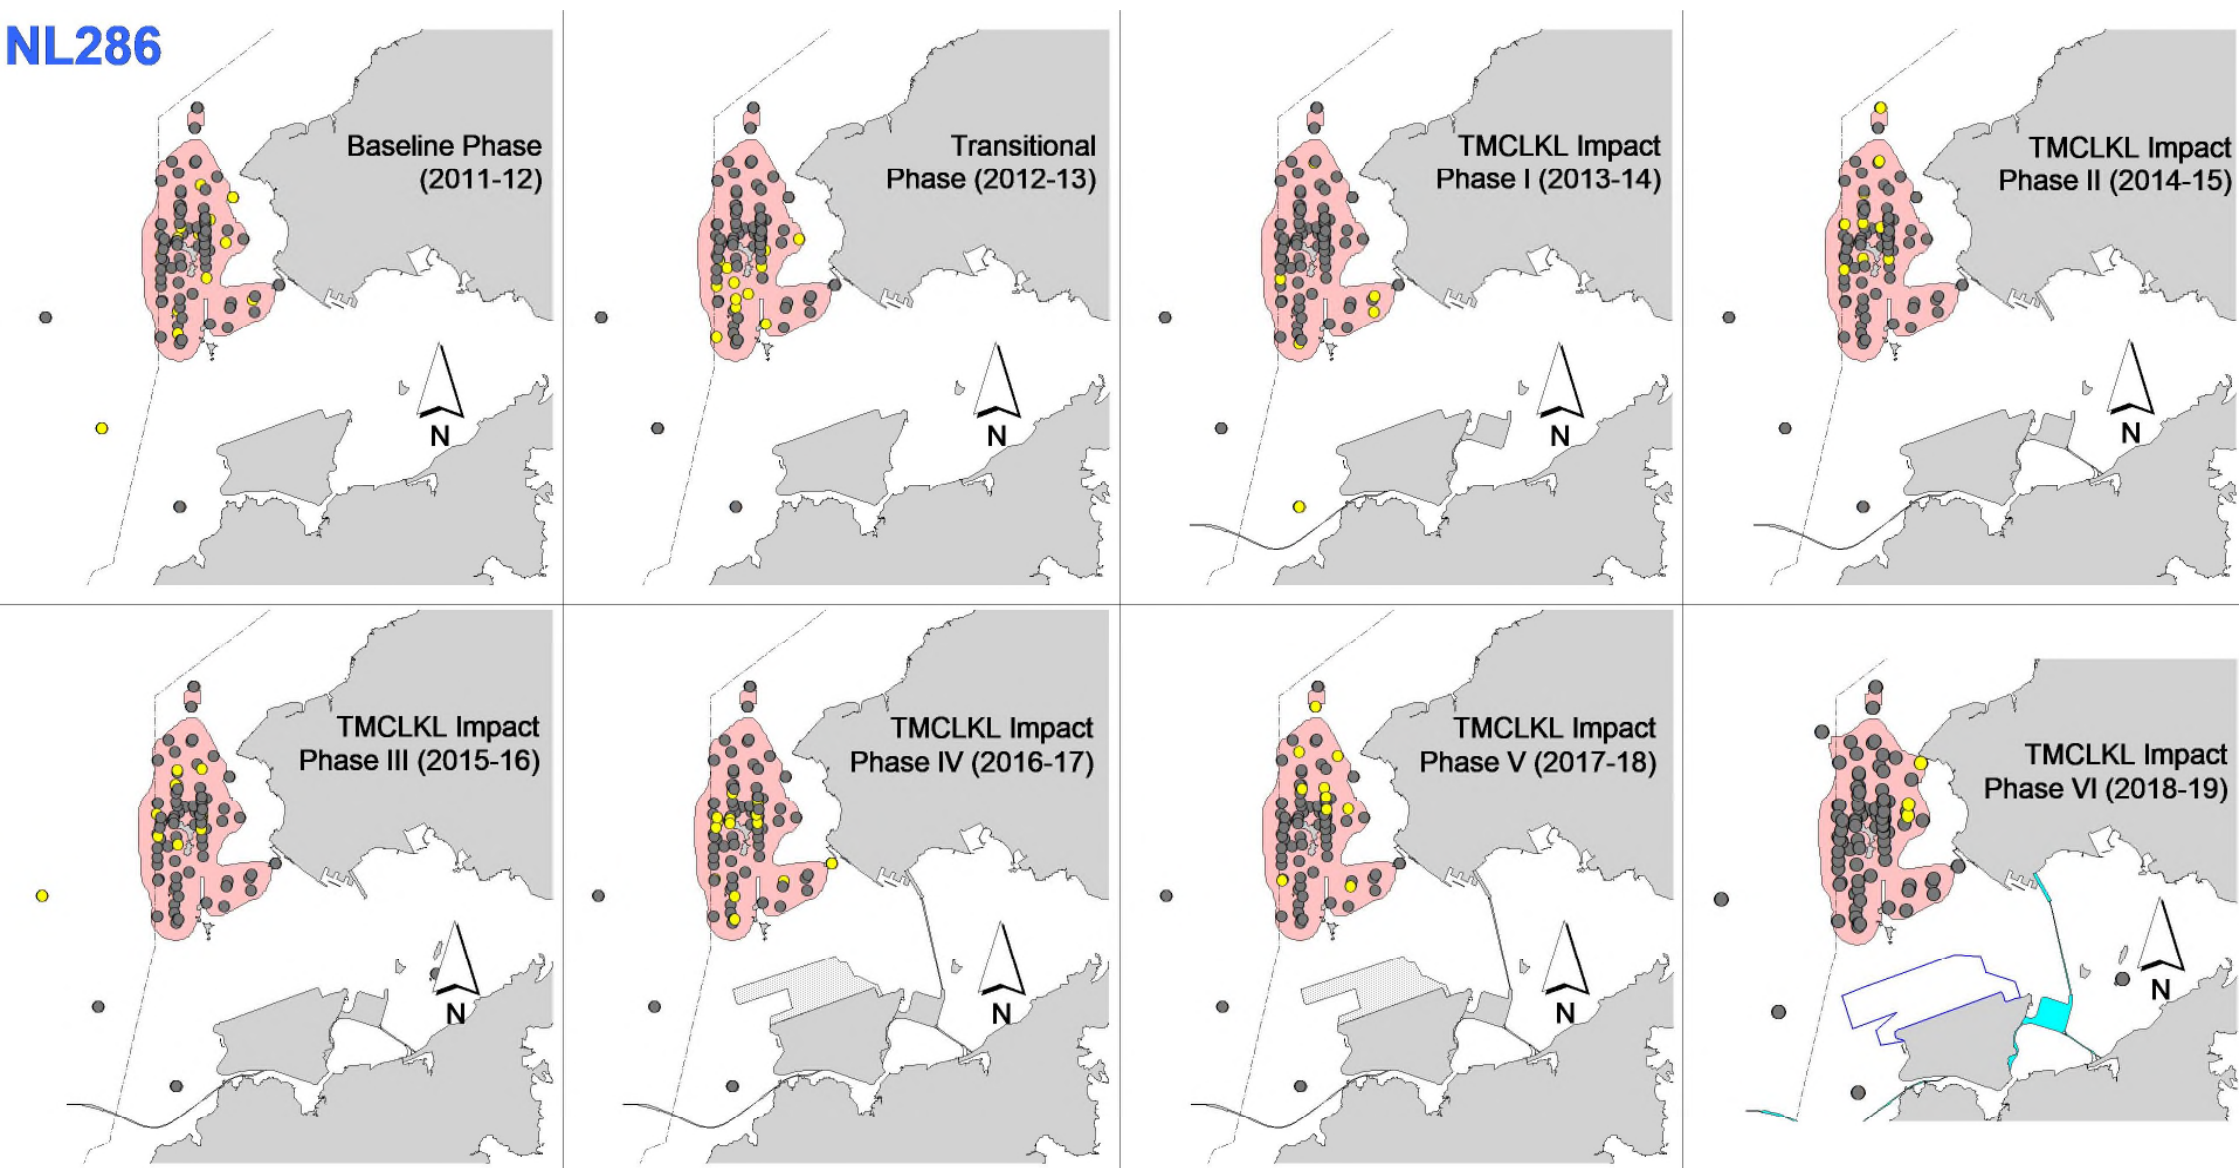 NL286
Baseline Phase
(2011-12)
N
Transitional
Phase (2012-13)
N
TMCLKL Impact
Phase I (2013-14)
N
TMCLKL Impact
Phase II (2014-15)
N
TMCLKL Impact
Phase III (2015-16)
N
TMCLKL Impact
Phase IV (2016-17)
N
TMCLKL Impact
Phase V (2017-18)
N
TMCLKL Impact
Phase VI (2018-19)
N